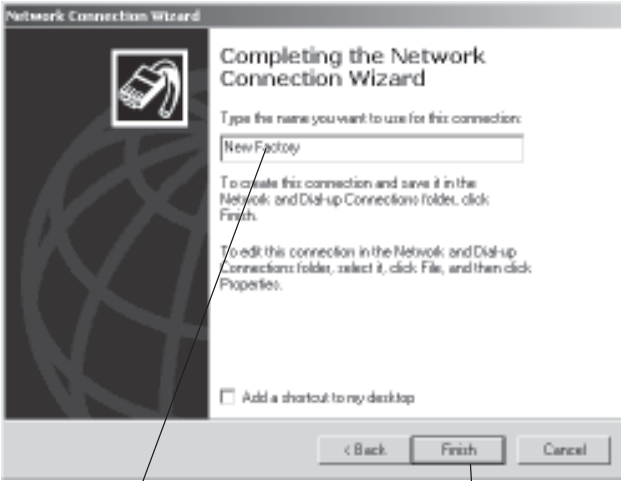 Network Connection Wizard
Completing the Network
Connection Wizard
Type the name you want to use for this connection:
New Factory
To create this connection and save it in the
Network and Dial-up Connections folder, click
Finish.
To edit this connection in the Network and Dial-up
Connections folder, select it, click File, and then click
Properties.
Add a shortcut to my desktop
< Back
Finish
Cancel